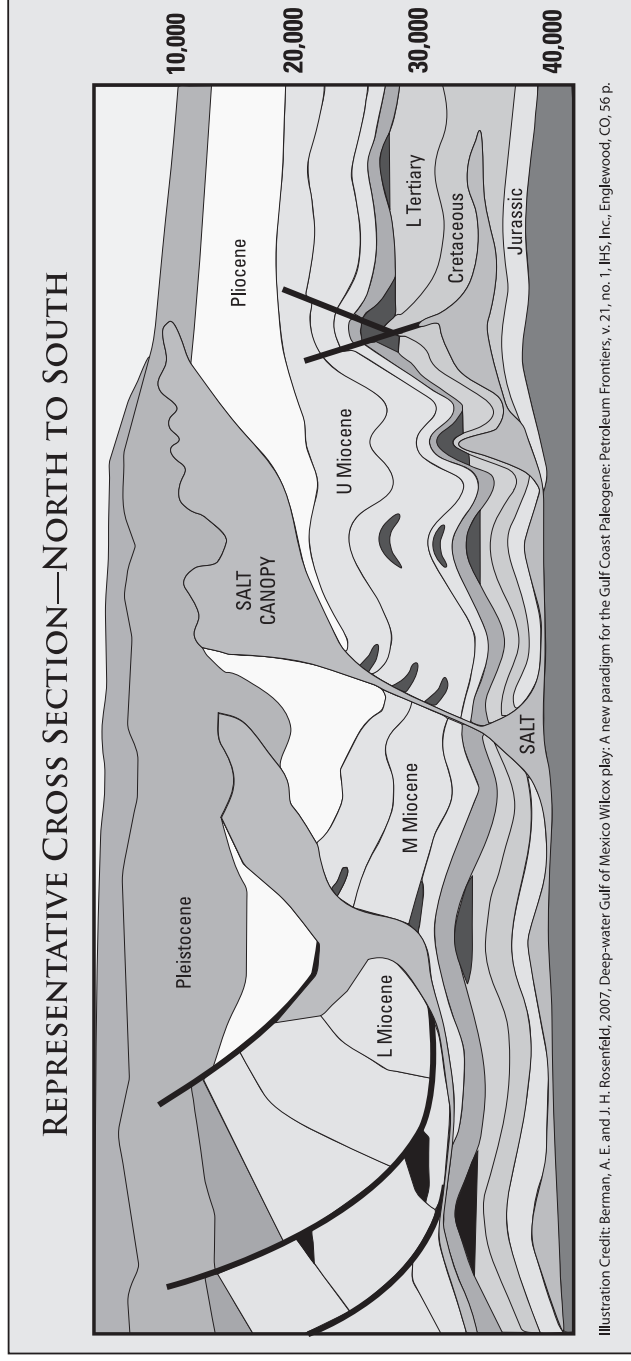 REPRESENTATIVE CROSS SECTION—NORTH TO SOUTH
10,000
20,000
30,000
40,000
Pleistocene
Pliocene
SALT
CANOPY
U Miocene
M Miocene
L Miocene
L Tertiary
Cretaceous
Jurassic
SALT
Illustration Credit: Berman, A. E. and J. H. Rosenfeld, 2007, Deep-water Gulf of Mexico Wilcox play: A new paradigm for the Gulf Coast Paleogene: Petroleum Frontiers, v. 21, no. 1, IHS, Inc., Englewood, CO, 56 p.